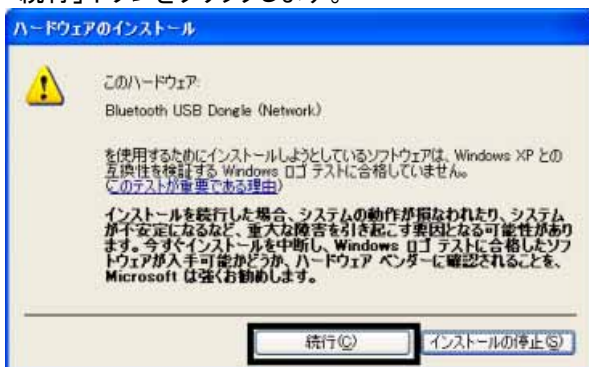 続行」ボタンをクリックします。
ハードウェアのインストール
このハードウェア:
Bluetooth USB Dongle (Network)
を使用するためにインストールしようとしているソフトウェアは、Windows XP との
互換性を検証する Windows ロゴ テストに合格していません。
(このテストが重要である理由)
インストールを続行した場合、システムの動作が損なわれたり、システム
が不安定になるなど、重大な障害を引き起こす要因となる可能性があり
ます。今すぐインストールを中断し、Windows ロゴ テストに合格したソフ
トウェアが入手可能かどうか、ハードウェア ベンダーに確認されることを、
Microsoft は強くお勧めします。
続行(C)
インストールの停止(S)